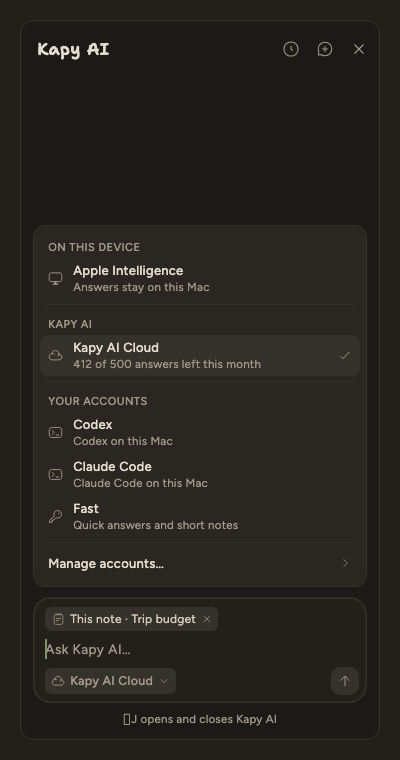 Kapy AI
ON THIS DEVICE
Apple Intelligence
Answers stay on this Mac
KAPY AI
Kapy AI Cloud
412 of 500 answers left this month
YOUR ACCOUNTS
Codex
Codex on this Mac
Claude Code
Claude Code on this Mac
Fast
Quick answers and short notes
Manage accounts...
This note · Trip budget
Ask Kapy AI...
Kapy AI Cloud
J opens and closes Kapy AI